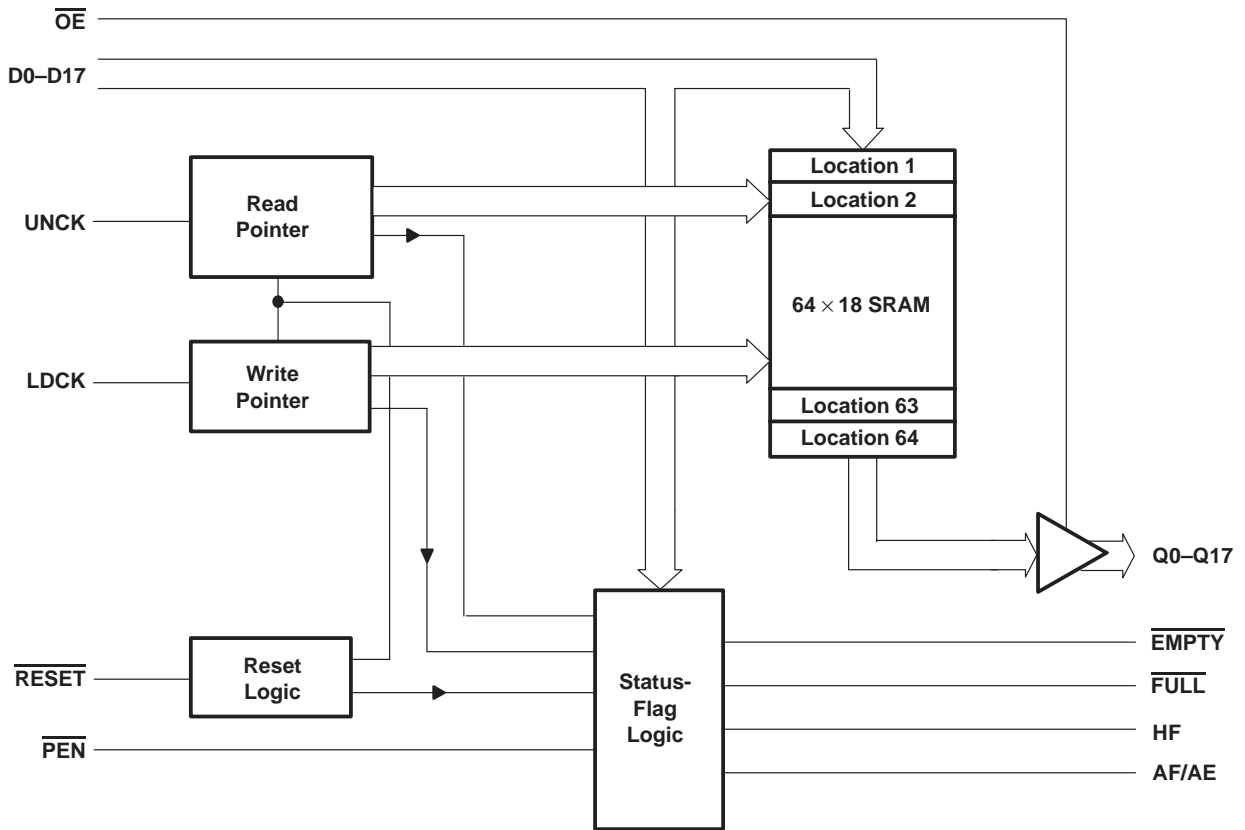 OE
D0–D17
Location 1
Location 2
Read
Pointer
UNCK
64 × 18 SRAM
Write
Pointer
LDCK
Location 63
Location 64
Q0–Q17
EMPTY
Reset
Logic
RESET
Status-
Flag
Logic
FULL
HF
PEN
AF/AE